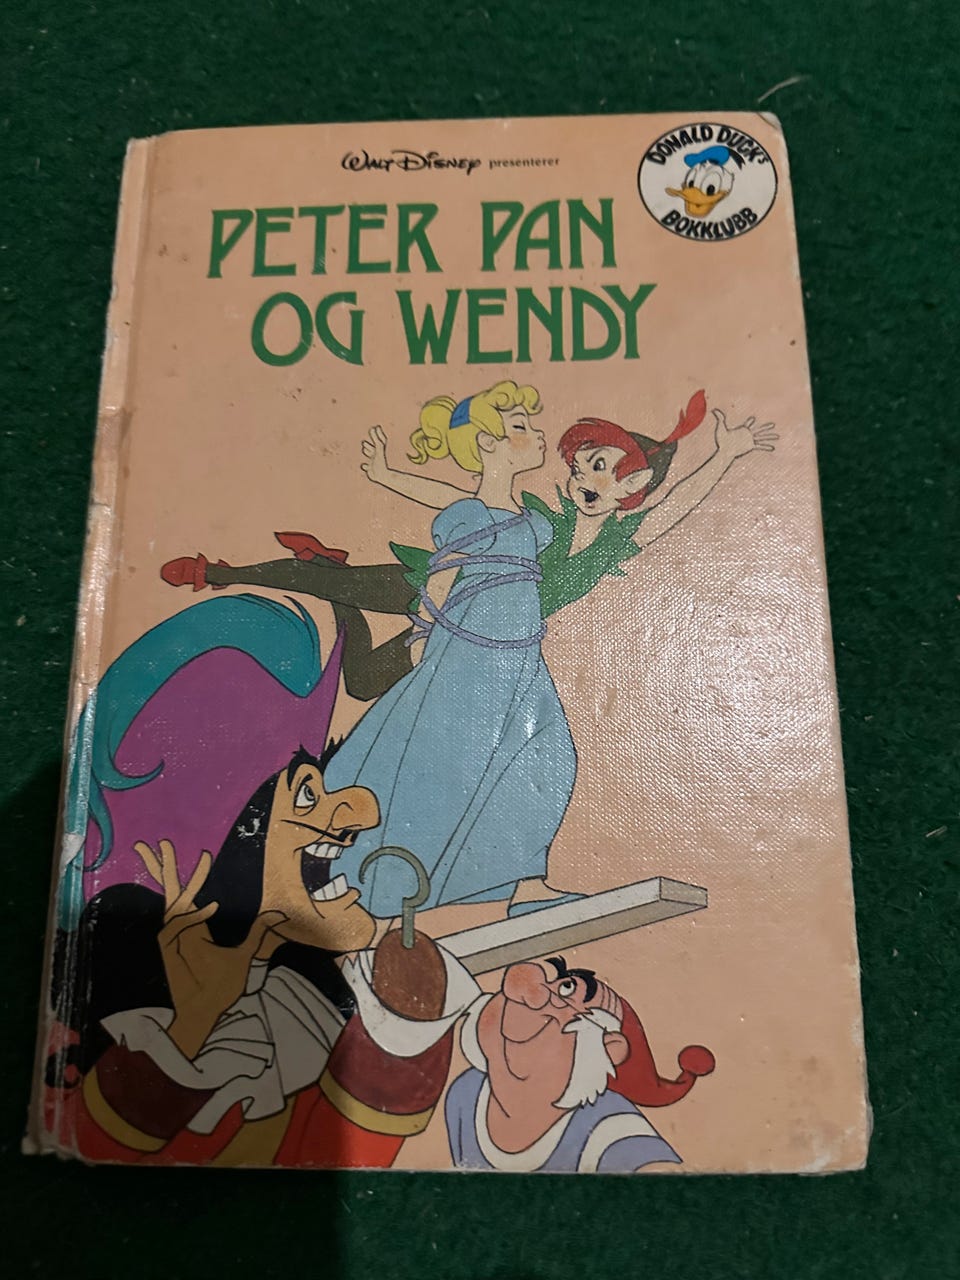 WALT DISNEY presenterer
DONALD DUCK's
BOKKLUBB
PETER PAN
OG WENDY